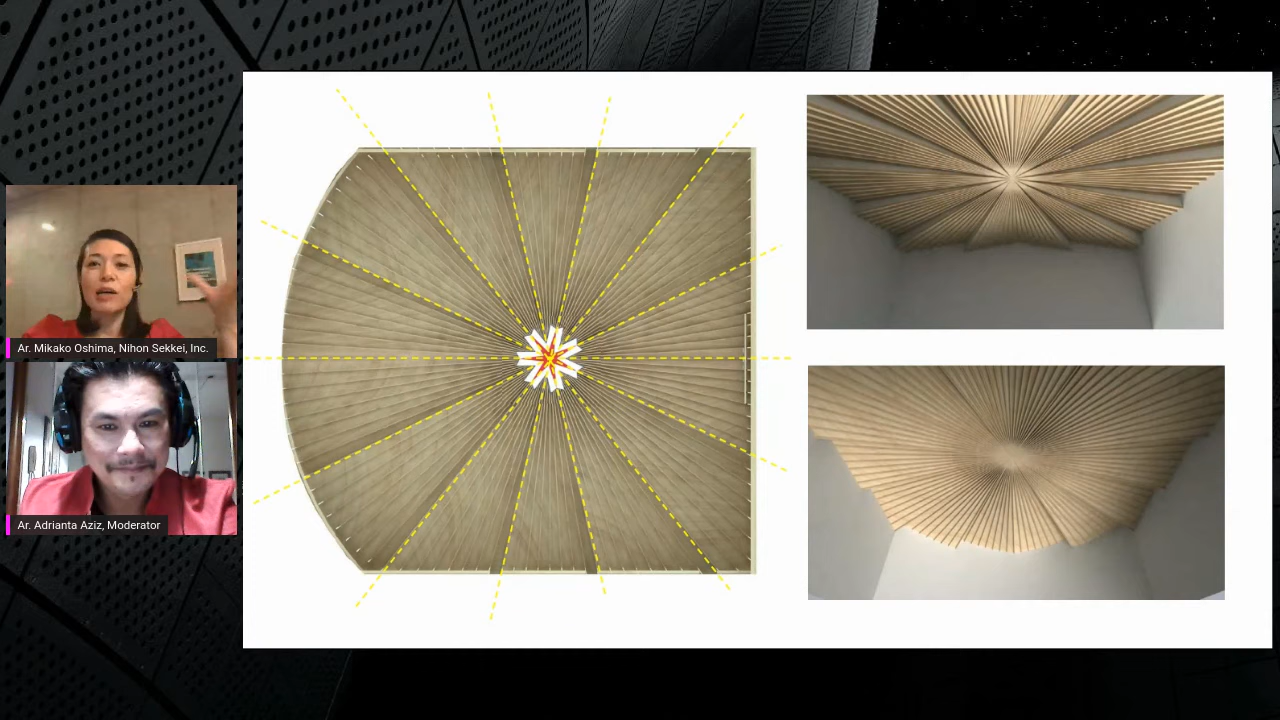 Ar. Mikako Oshima, Nihon Sekkei, Inc.
Ar. Adrianta Aziz, Moderator